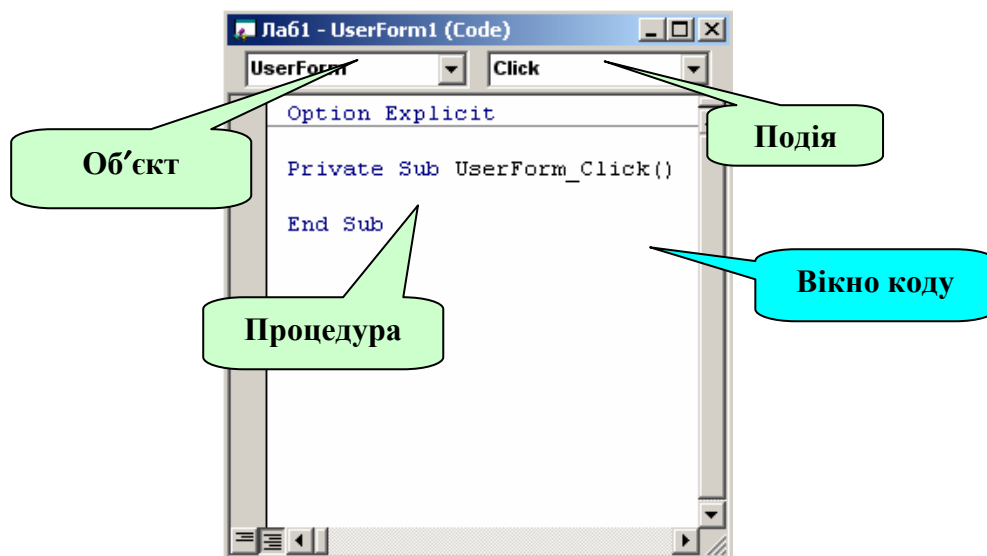 Лаб1 - UserForm1 (Code)
UserForm Click
Option Explicit
Подія
Об′єкт
Private Sub UserForm_Click()
End Sub
Вікно коду
Процедура